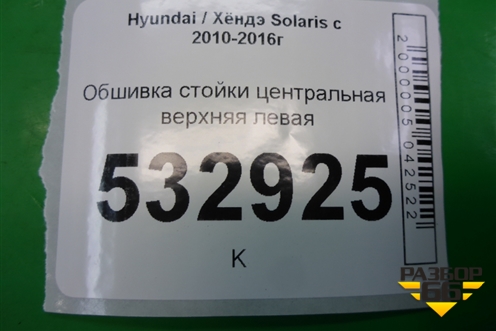 Hyundai / Хёндэ Solaris с
2010-2016г
Обшивка стойки центральная
верхняя левая
532925
К
2000005042522
РАЗБОР
66